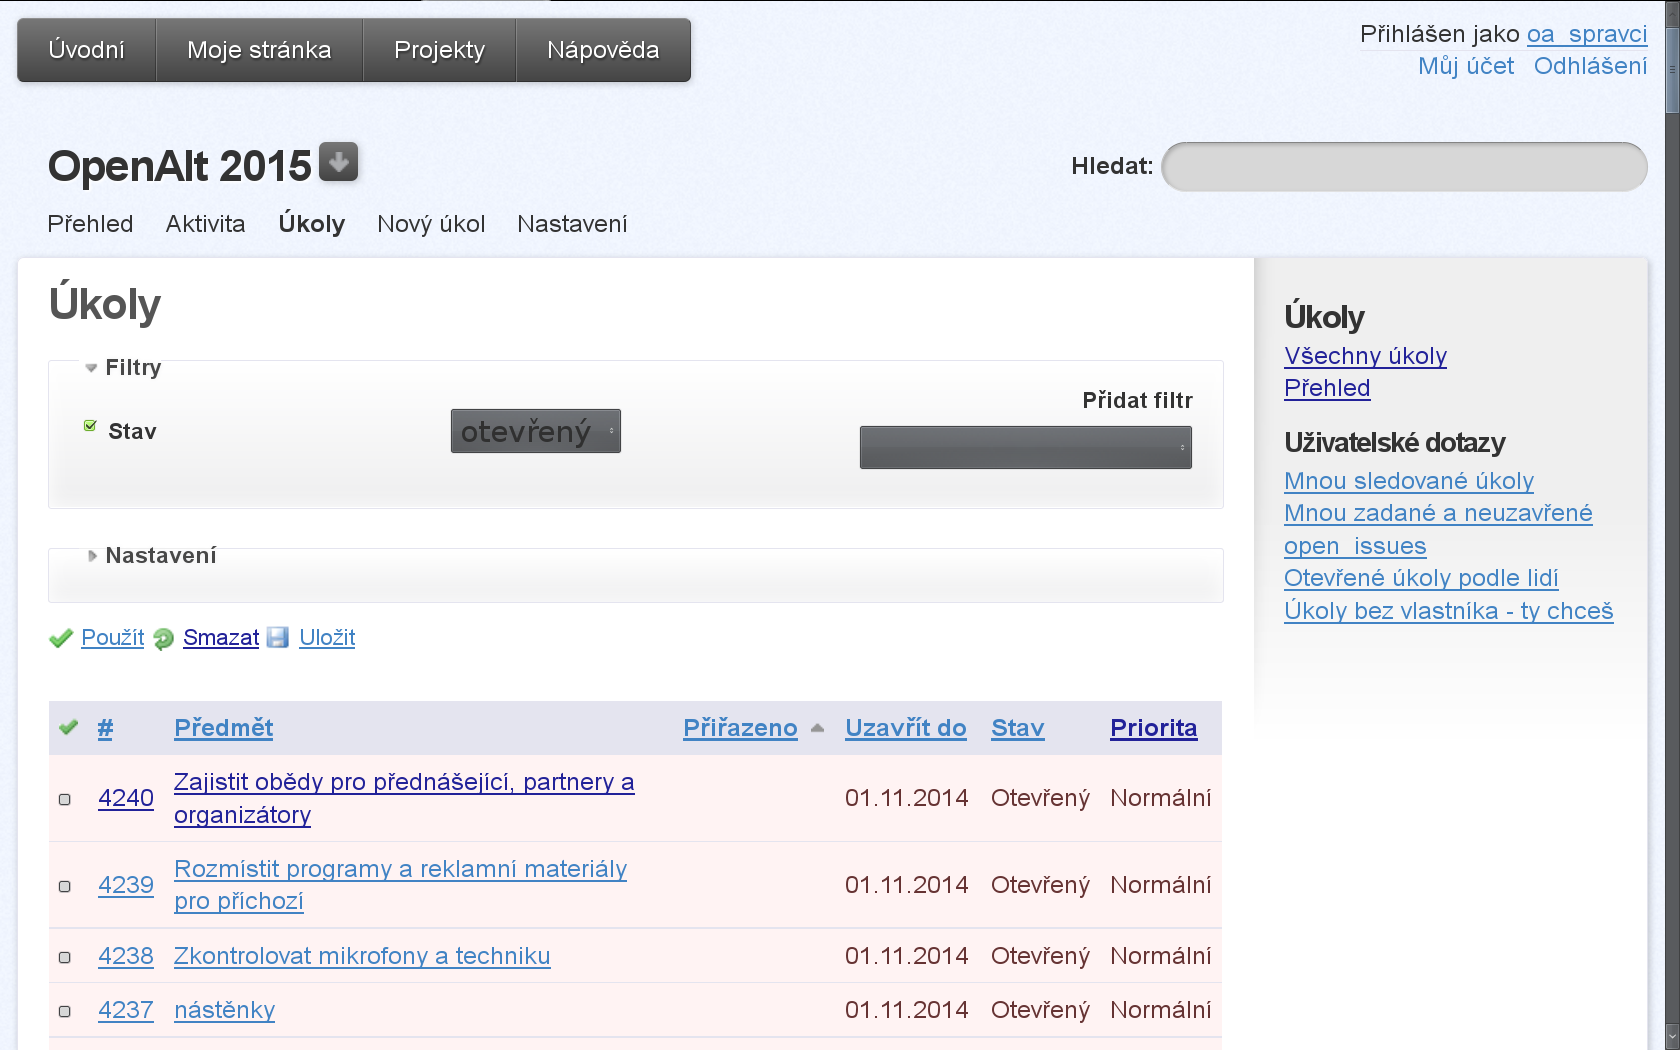 Úvodní Moje stránka Projekty Nápověda
Přihlášen jako oa_spravci
Můj účet Odhlášení
OpenAlt 2015
Hledat:
Přehled Aktivita Úkoly Nový úkol Nastavení
Úkoly
Filtry
Stav otevřený
Přidat filtr
Nastavení
Použít Smazat Uložit
# Předmět Přiřazeno Uzavřít do Stav Priorita
4240 Zajistit obědy pro přednášející, partnery a organizátory 01.11.2014 Otevřený Normální
4239 Rozmístit programy a reklamní materiály pro příchozí 01.11.2014 Otevřený Normální
4238 Zkontrolovat mikrofony a techniku 01.11.2014 Otevřený Normální
4237 nástěnky 01.11.2014 Otevřený Normální
Úkoly
Všechny úkoly
Přehled
Uživatelské dotazy
Mnou sledované úkoly
Mnou zadané a neuzavřené
open_issues
Otevřené úkoly podle lidí
Úkoly bez vlastníka - ty chceš